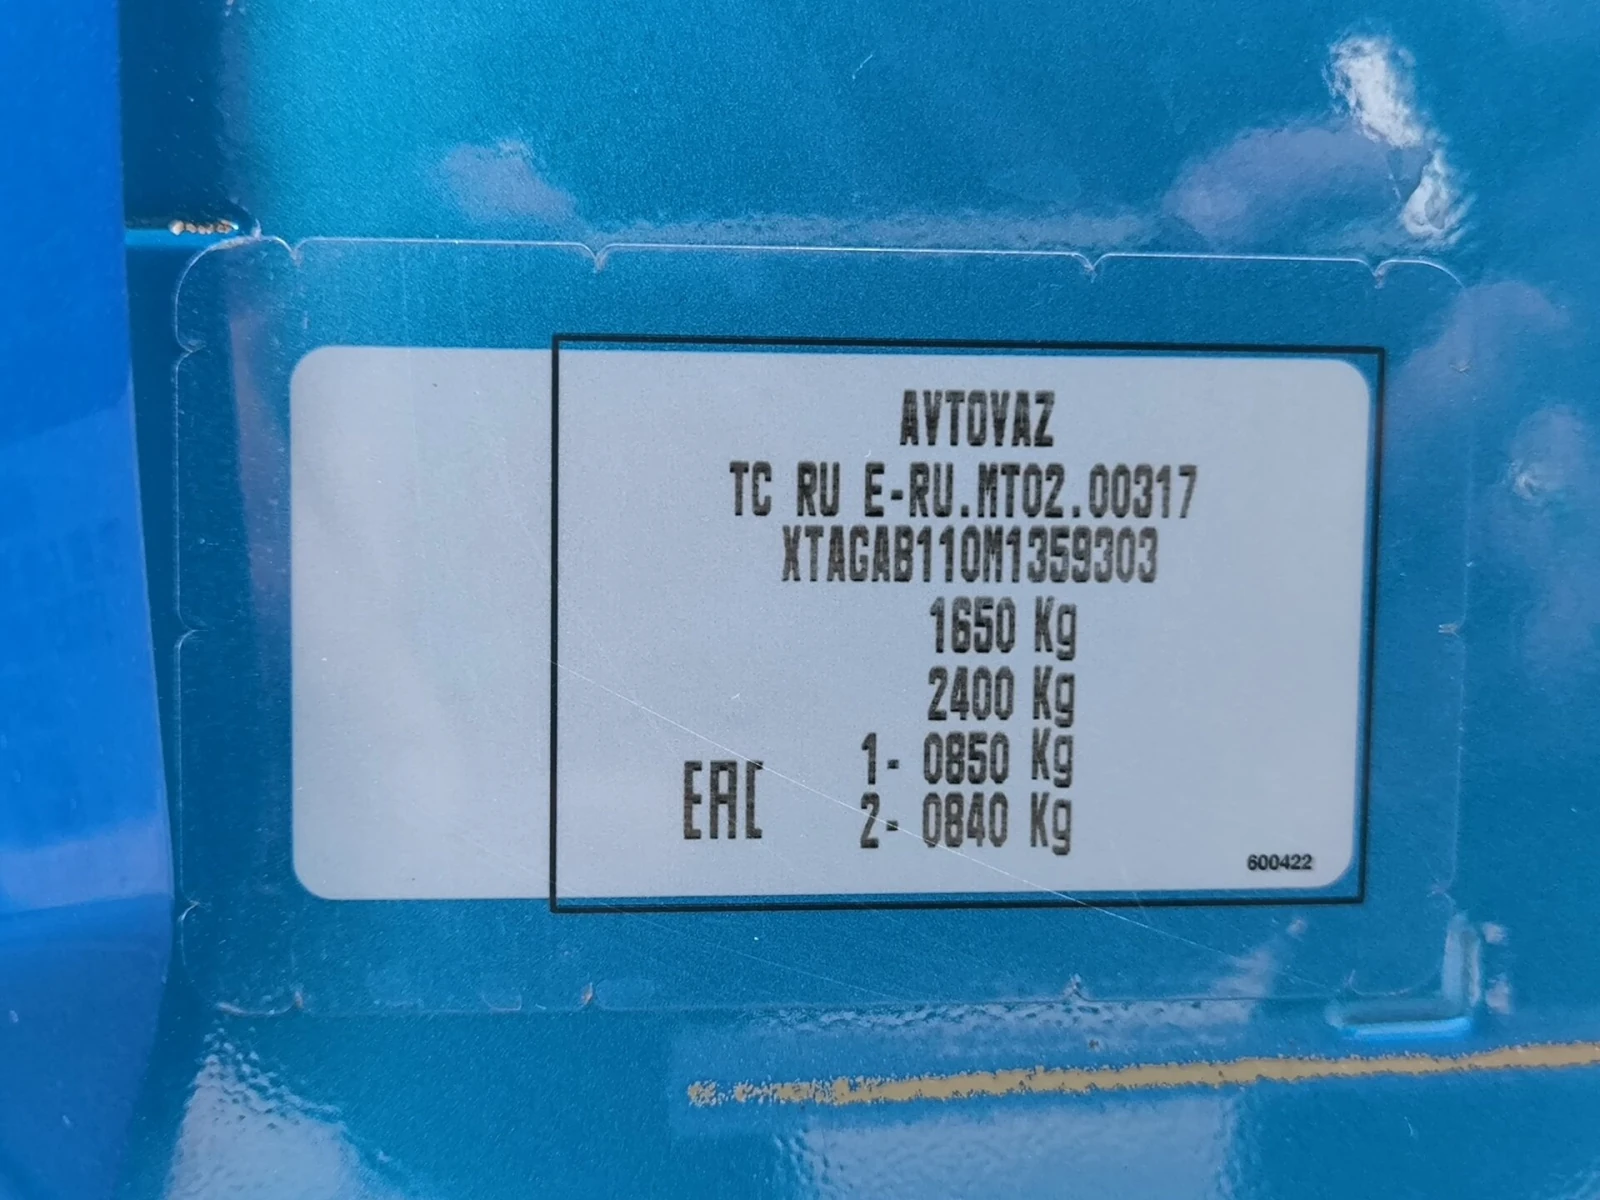 AVTOVAZ
TC RU E-RU.MT02.00317
XTAGAB110M1359303
1650 Kg
2400 Kg
1- 0850 Kg
2- 0840 Kg
EAC
600422